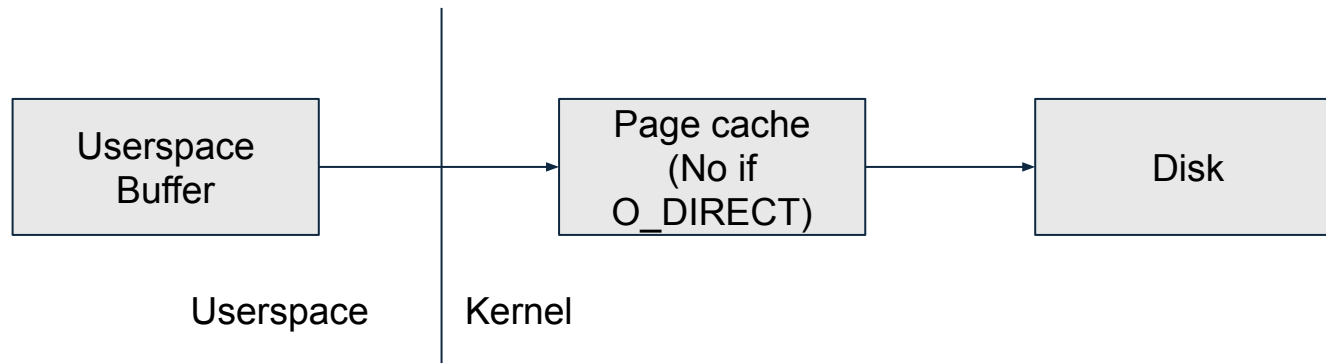 Userspace
Buffer
Page cache
(No if
O_DIRECT)
Disk
Userspace
Kernel